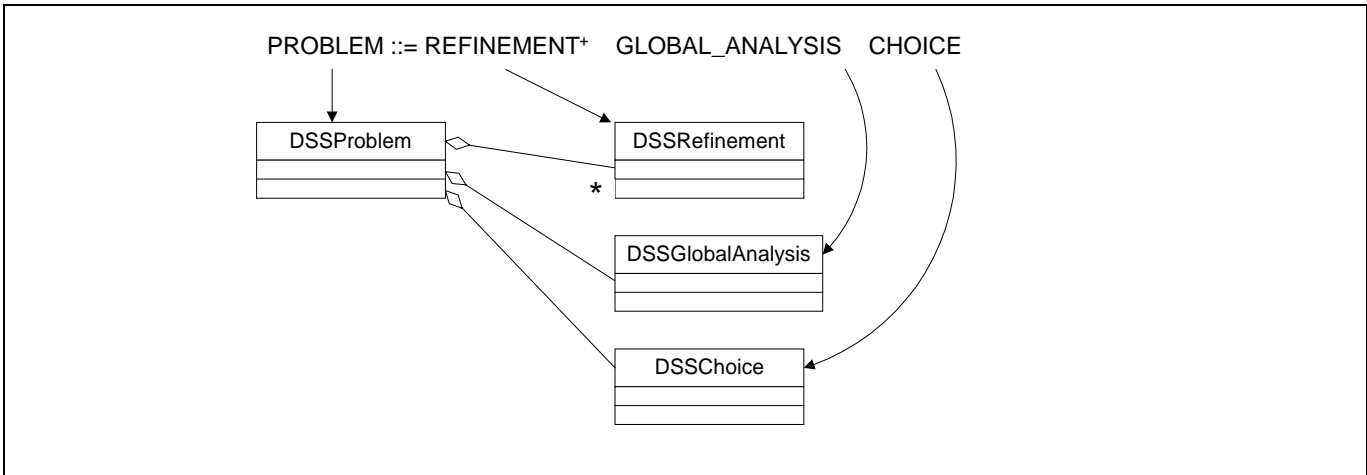 PROBLEM ::= REFINEMENT⁺ GLOBAL_ANALYSIS CHOICE
DSSProblem
DSSRefinement
*
DSSGlobalAnalysis
DSSChoice